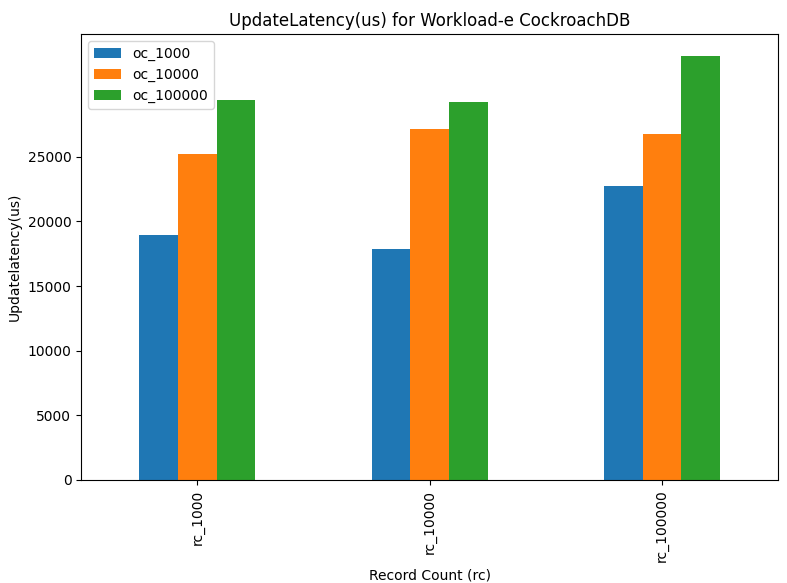 UpdateLatency(us) for Workload-e CockroachDB
oc_1000
oc_10000
oc_100000
25000
20000
15000
10000
5000
0
Updatelatency(us)
rc_1000
rc_10000
rc_100000
Record Count (rc)